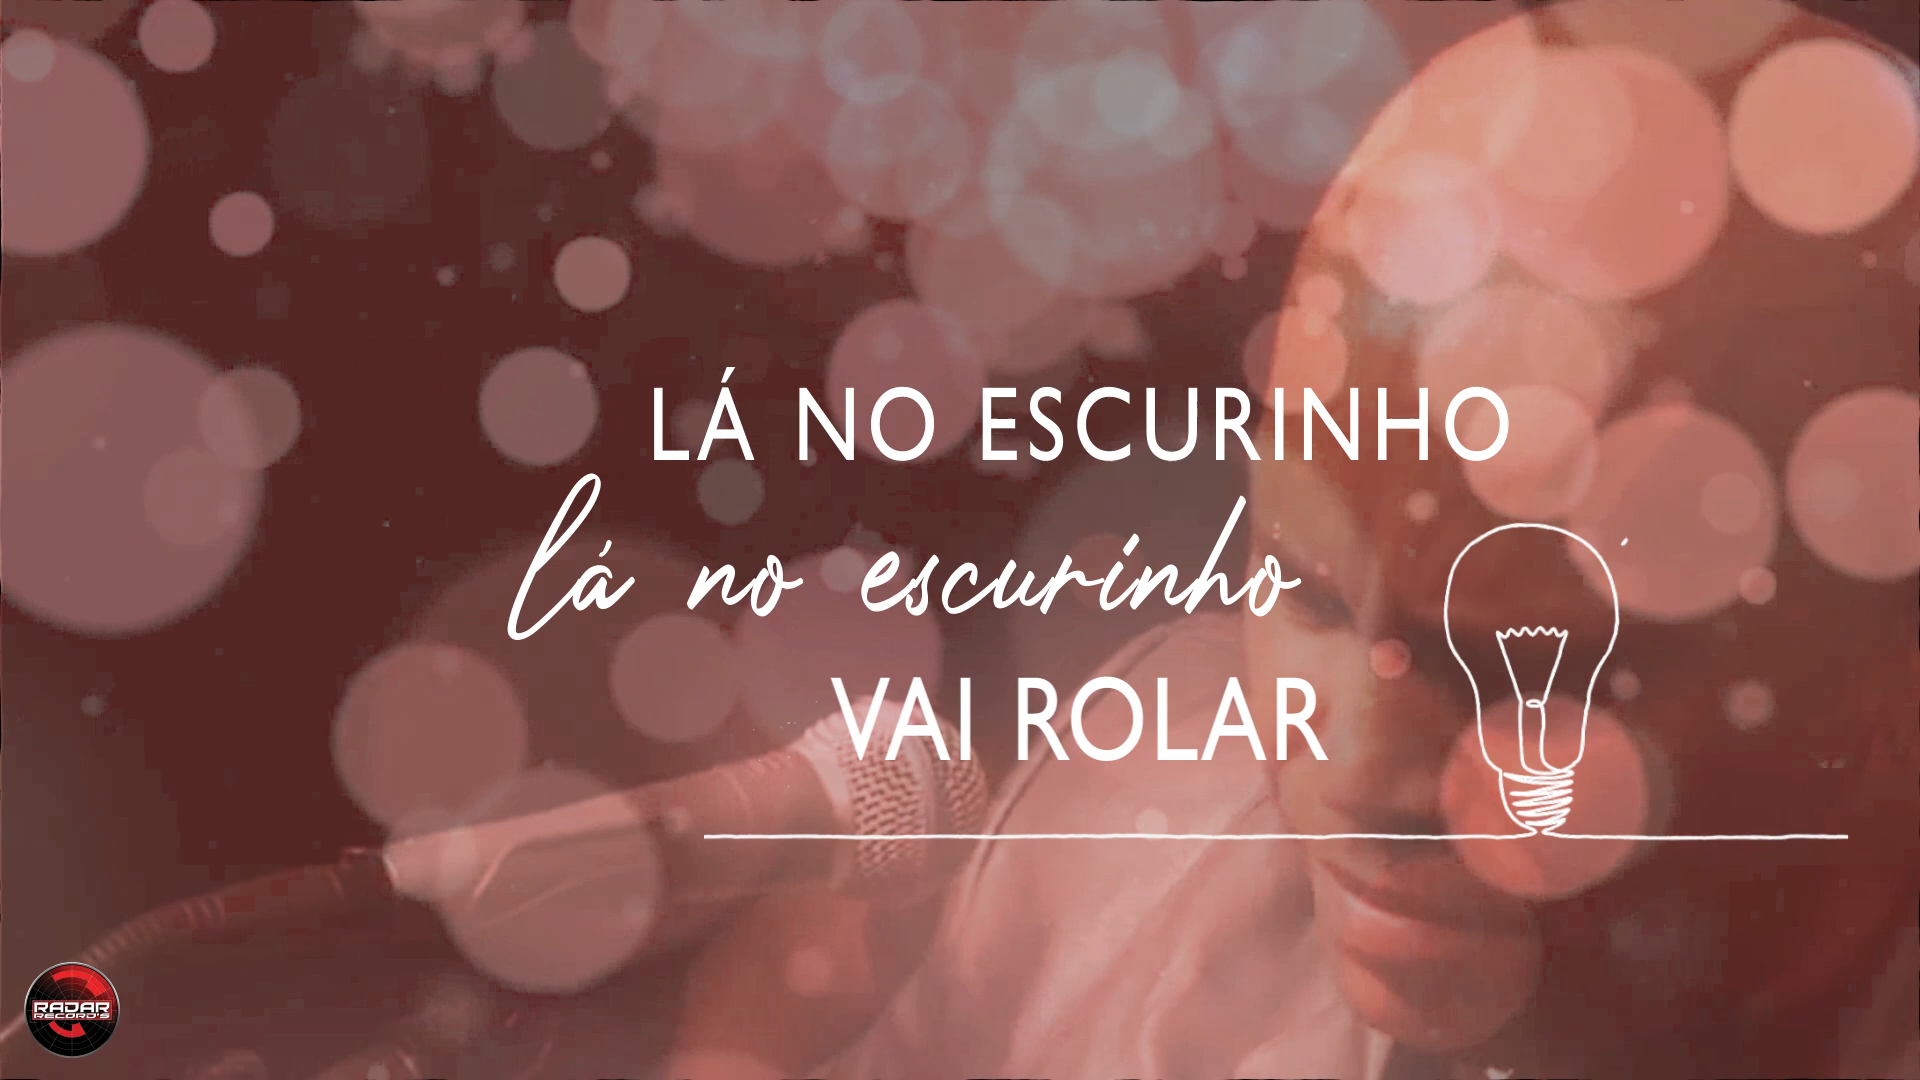 LÁ NO ESCURINHO
lá no escurinho
VAI ROLAR
RADAR
RECORD'S